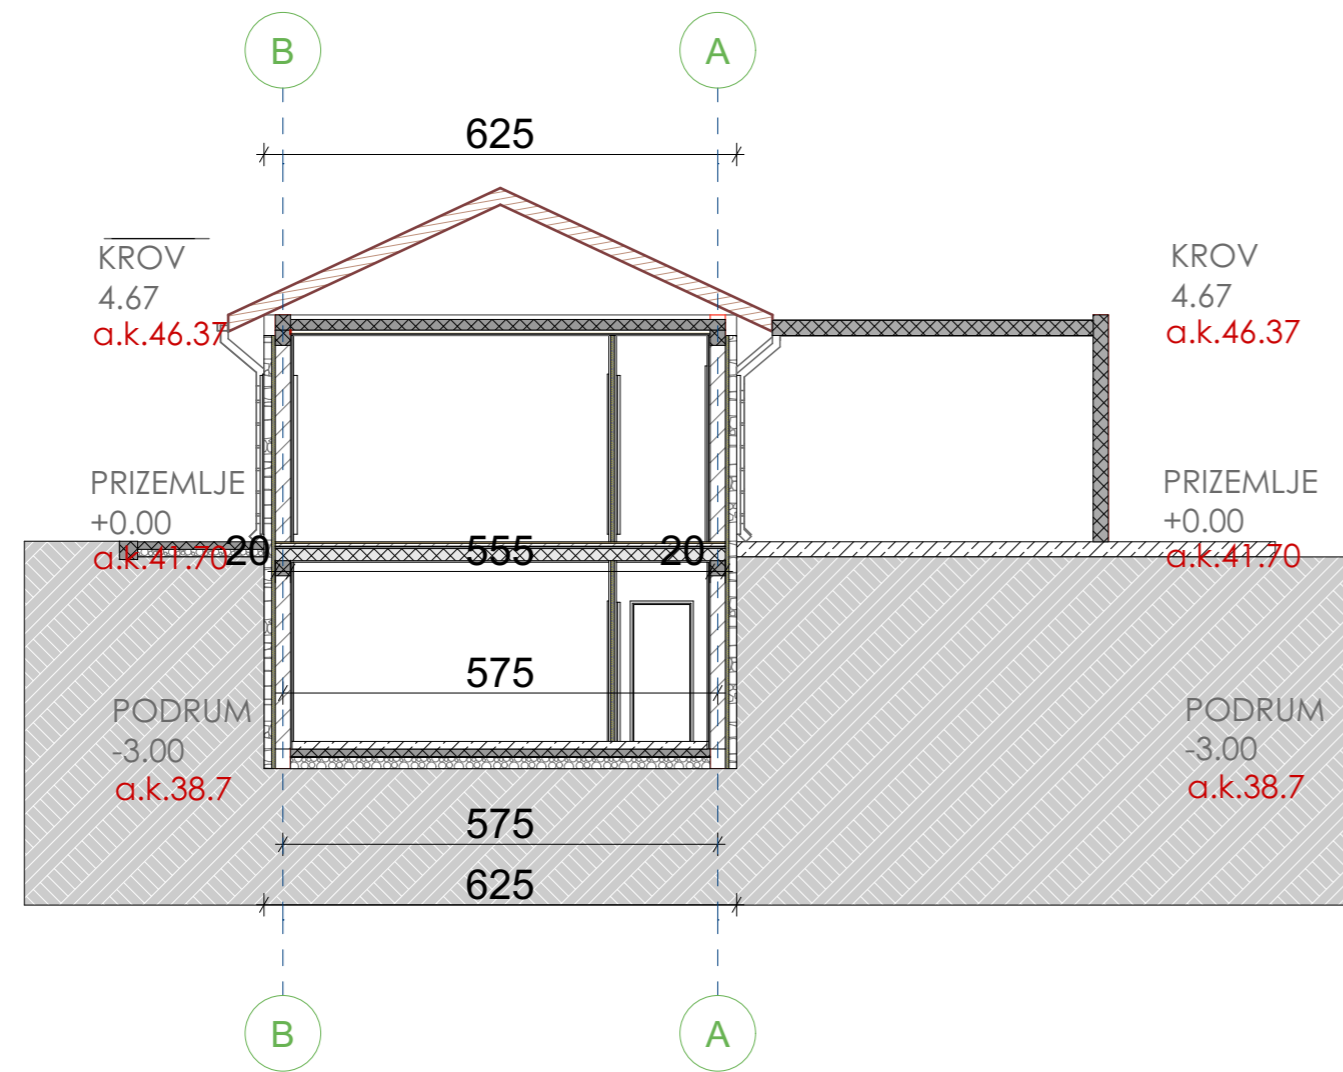 B
A
625
KROV
4.67
a.k.46.37
KROV
4.67
a.k.46.37
PRIZEMLJE
+0.00
a.k.41.70
PRIZEMLJE
+0.00
a.k.41.70
20
555
20
575
PODRUM
-3.00
a.k.38.7
PODRUM
-3.00
a.k.38.7
575
625
B
A